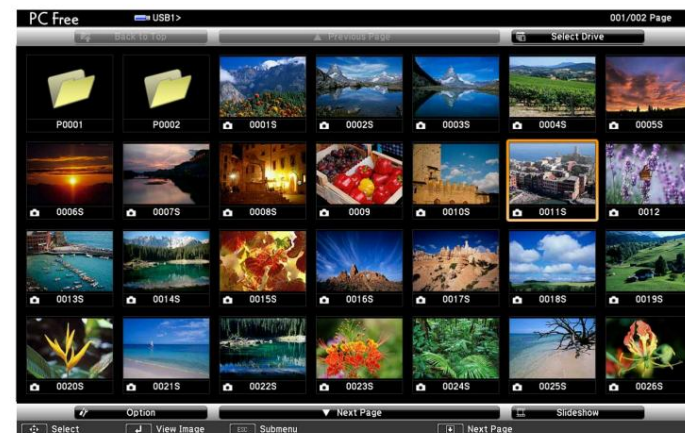 PC Free USB1> 001/002 Page
Back to Top Previous Page Select Drive
P0001 P0002 0001S 0002S 0003S 0004S 0005S
0006S 0007S 0008S 0009 0010S 0011S 0012
0013S 0014S 0015S 0016S 0017S 0018S 0019S
0020S 0021S 0022S 0023S 0024S 0025S 0026S
Option Next Page Slideshow
Select View Image Esc Submenu Next Page